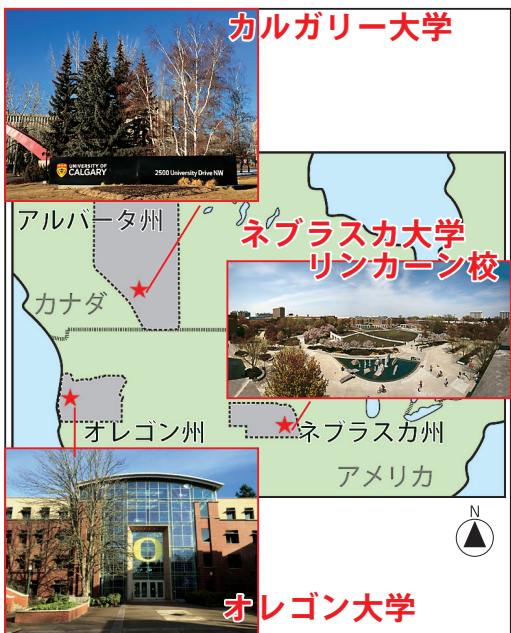 カルガリー大学
UNIVERSITY OF
CALGARY
2500 University Drive NW
アルバータ州
ネブラスカ大学
リンカーン校
カナダ
オレゴン州
ネブラスカ州
アメリカ
N
O
オレゴン大学